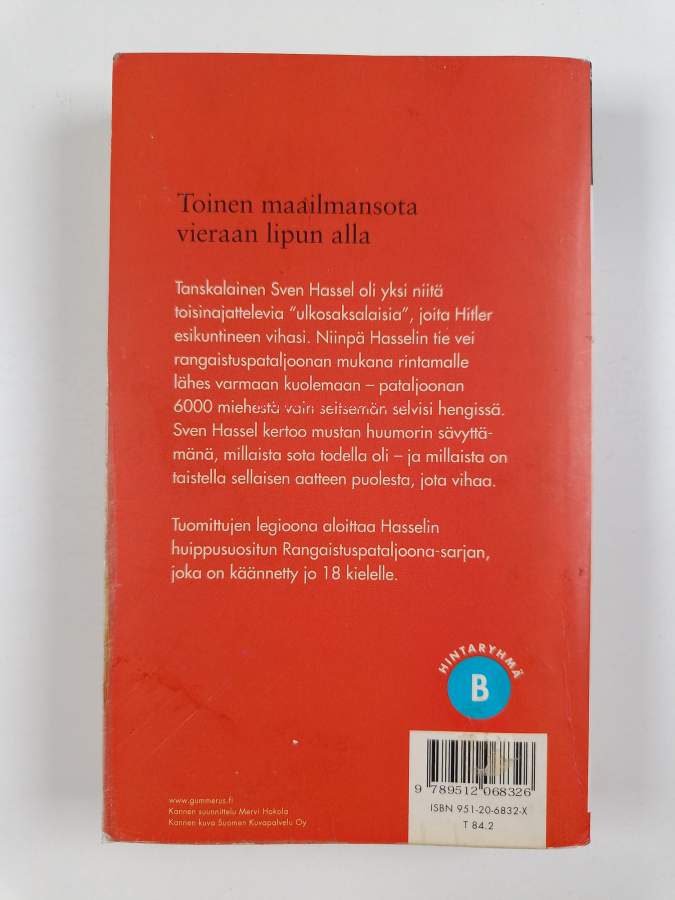 Toinen maailmansota
vieraan lipun alla
Tanskalainen Sven Hassel oli yksi niitä
toisinajattelevia "ulkosaksalaisia", joita Hitler
esikuntineen vihasi. Niinpä Hasselin tie vei
rangaistuspataljoonan mukana rintamalle
lähes varmaan kuolemaan – pataljoonan
6000 miehestä vain seitsemän selvisi hengissä.
Sven Hassel kertoo mustan huumorin sävyttä-
mänä, millaista sota todella oli – ja millaista on
taistella sellaisen aatteen puolesta, jota vihaa.
Tuomittujen legioona aloittaa Hasselin
huippusuositun Rangaistuspataljoona-sarjan,
joka on käännetty jo 18 kielelle.
HINTARYHMÄ
B
www.gummerus.fi
Kannen suunnittelu Mervi Hakola
Kannen kuva Suomen Kuvapalvelu Oy
9 789512 068326
ISBN 951-20-6832-X
T 84.2